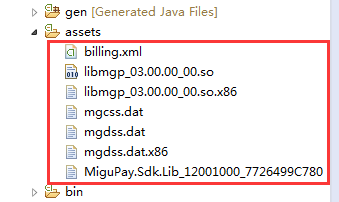 gen [Generated Java Files]
assets
billing.xml
libmgp_03.00.00_00.so
libmgp_03.00.00_00.so.x86
mgcss.dat
mgdss.dat
mgdss.dat.x86
MiguPay.Sdk.Lib_12001000_7726499C780
bin